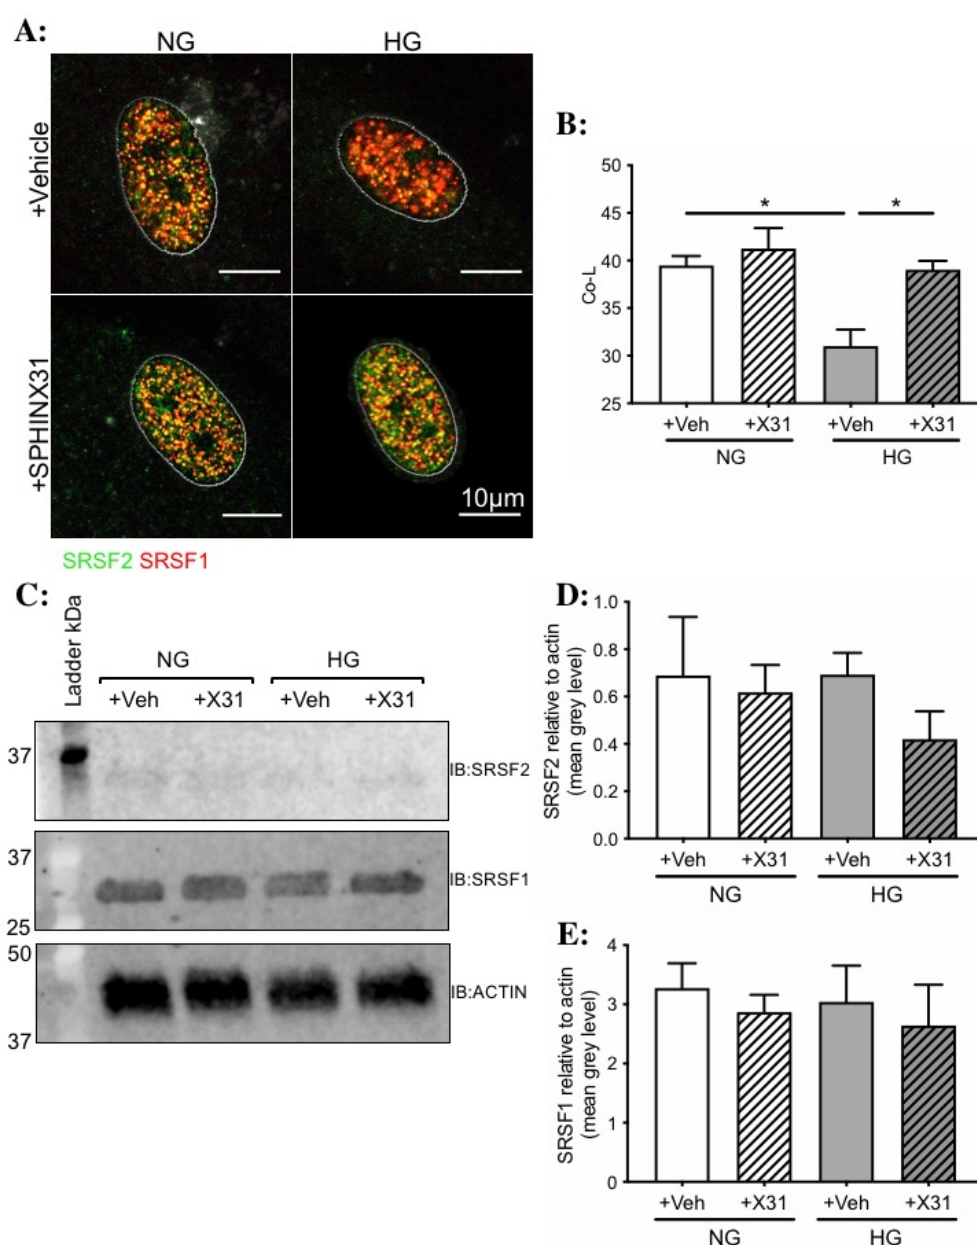 A:
NG HG
+Vehicle
+SPHINX31
10µm
SRSF2 SRSF1
B:
Co-L
50
45
40
35
30
25
* *
+Veh +X31 +Veh +X31
NG HG
C:
Ladder kDa
NG HG
+Veh +X31 +Veh +X31
37
IB:SRSF2
37
IB:SRSF1
25
50
IB:ACTIN
37
D:
SRSF2 relative to actin
(mean grey level)
1.0
0.8
0.6
0.4
0.2
0.0
+Veh +X31 +Veh +X31
NG HG
E:
SRSF1 relative to actin
(mean grey level)
4
3
2
1
0
+Veh +X31 +Veh +X31
NG HG